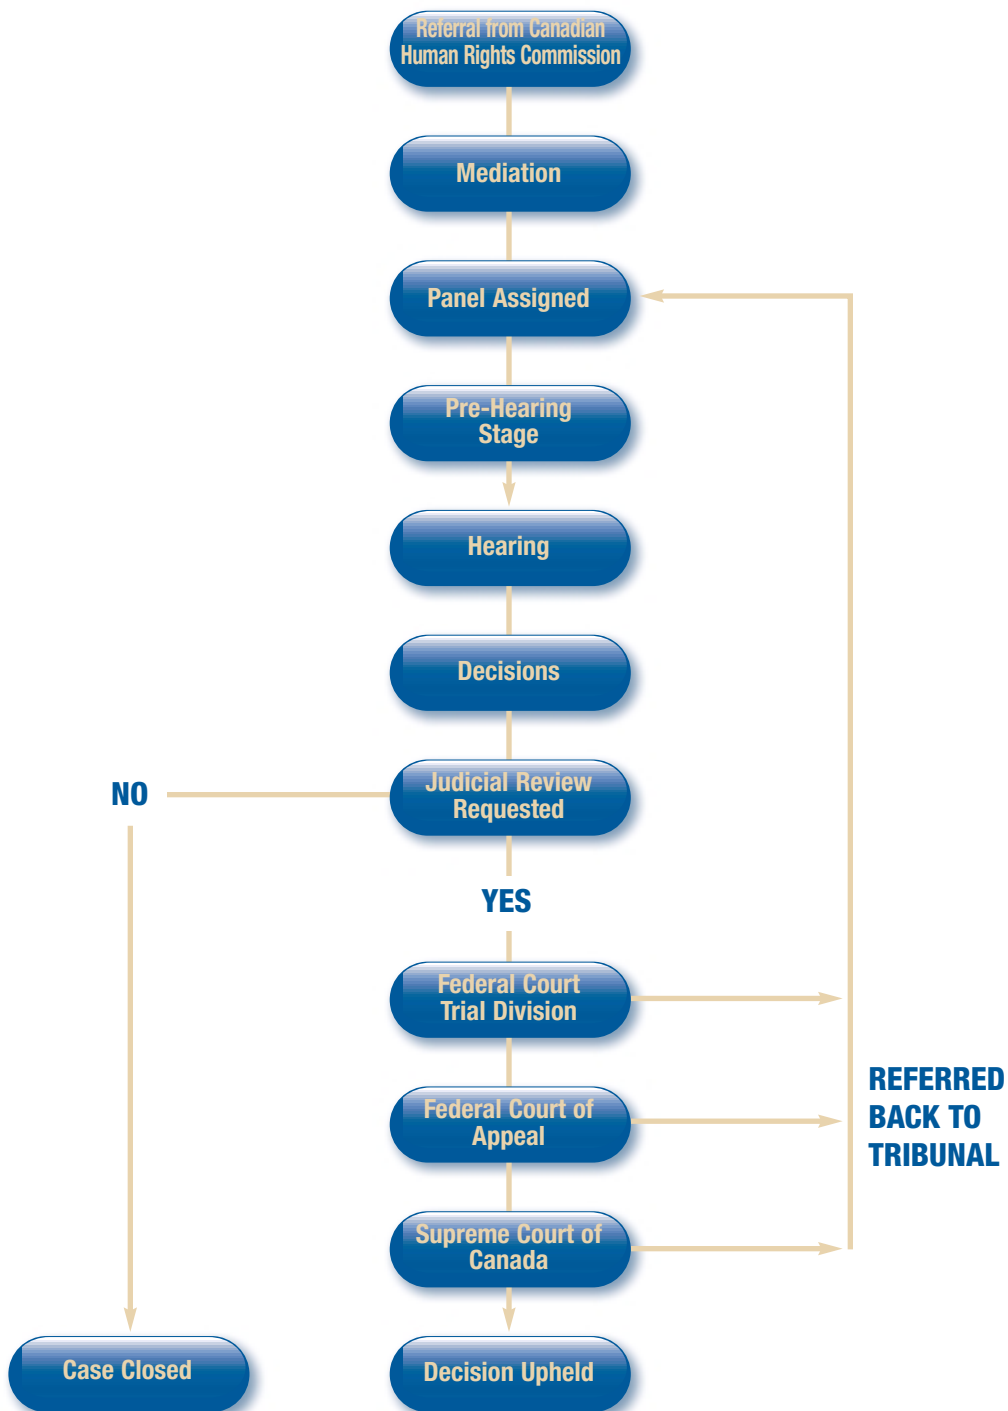 Referral from Canadian
Human Rights Commission
Mediation
Panel Assigned
Pre-Hearing
Stage
Hearing
Decisions
Judicial Review
Requested
NO
YES
Federal Court
Trial Division
Federal Court of
Appeal
Supreme Court of
Canada
REFERRED
BACK TO
TRIBUNAL
Case Closed
Decision Upheld